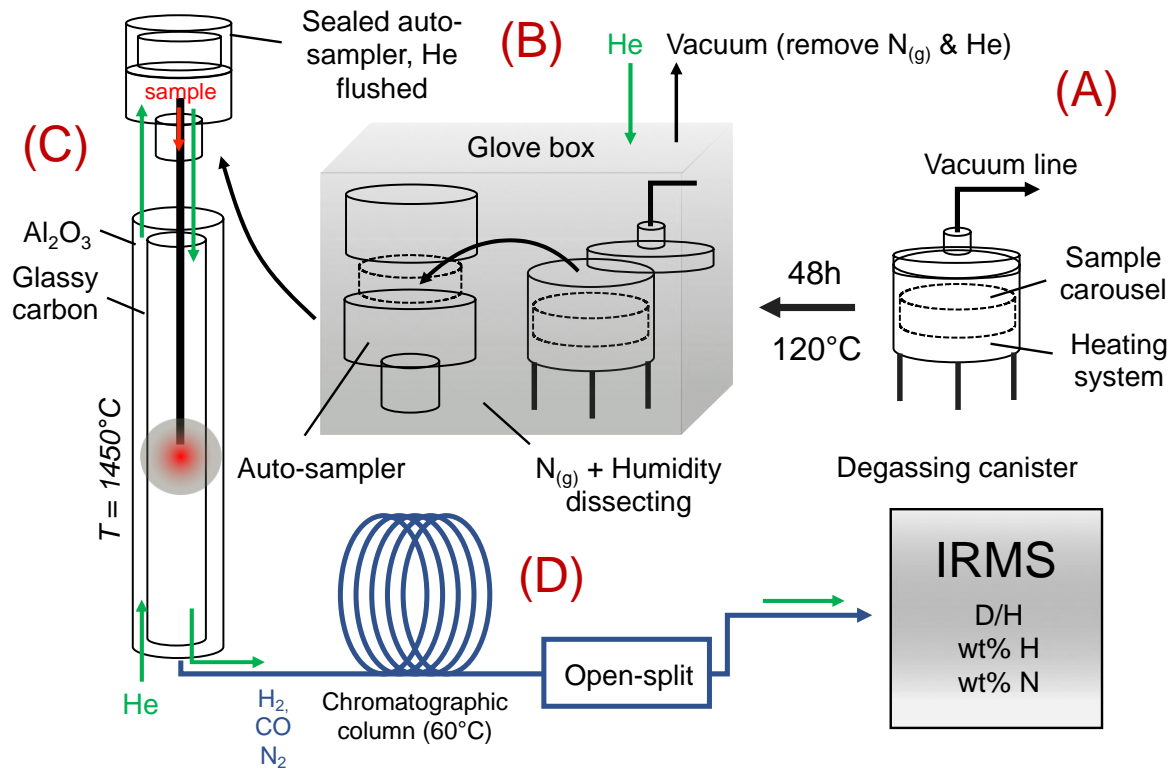 Sealed auto-
sampler, He
flushed
(B)
He
Vacuum (remove N(g) & He)
(A)
sample
(C)
Glove box
Vacuum line
Al2O3
Glassy
carbon
48h
120°C
Sample
carousel
Heating
system
T = 1450°C
Auto-sampler
N(g) + Humidity
dissecting
Degassing canister
(D)
IRMS
D/H
wt% H
wt% N
Open-split
He
H2,
CO
N2
Chromatographic
column (60°C)